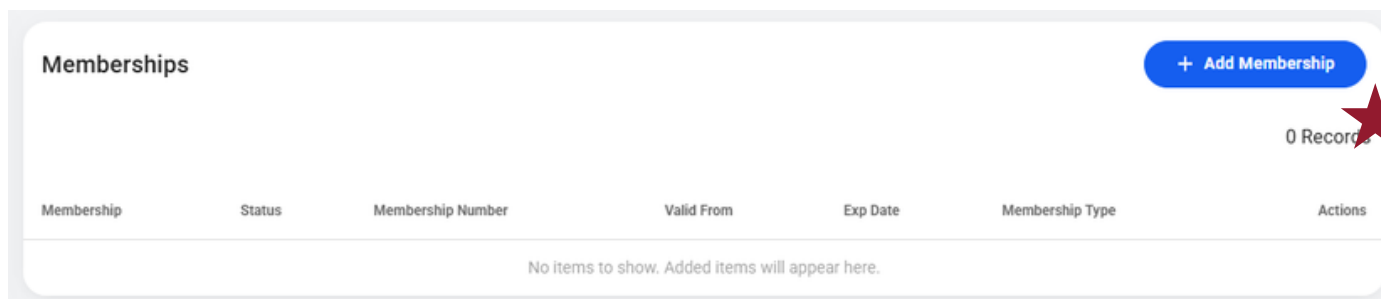 Memberships
+ Add Membership
0 Records
Membership Status Membership Number Valid From Exp Date Membership Type Actions
No items to show. Added items will appear here.